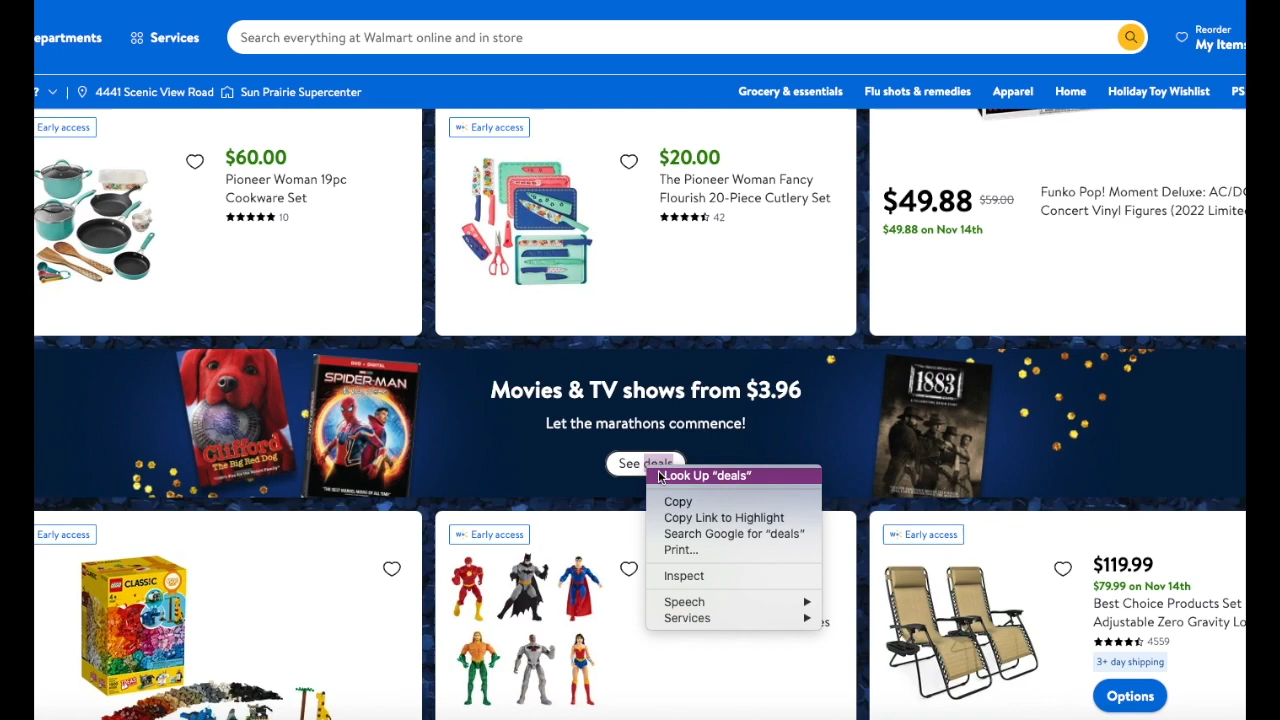 epartments
Services
Search everything at Walmart online and in store
Reorder
My Items
?
4441 Scenic View Road
Sun Prairie Supercenter
Grocery & essentials
Flu shots & remedies
Apparel
Home
Holiday Toy Wishlist
PS
Early access
$60.00
Pioneer Woman 19pc
Cookware Set
10
W+ Early access
$20.00
The Pioneer Woman Fancy
Flourish 20-Piece Cutlery Set
42
$49.88 $59.00
$49.88 on Nov 14th
Funko Pop! Moment Deluxe: AC/DC
Concert Vinyl Figures (2022 Limite
Clifford
The Big Red Dog
DVD + DIGITAL
SPIDER-MAN
Movies & TV shows from $3.96
Let the marathons commence!
See deals
1883
Look Up “deals”
Copy
Copy Link to Highlight
Search Google for “deals”
Print...
Inspect
Speech
Services
Early access
LEGO CLASSIC
4+
W+ Early access
es
W+ Early access
$119.99
$79.99 on Nov 14th
Best Choice Products Set
Adjustable Zero Gravity Lo
4559
3+ day shipping
Options